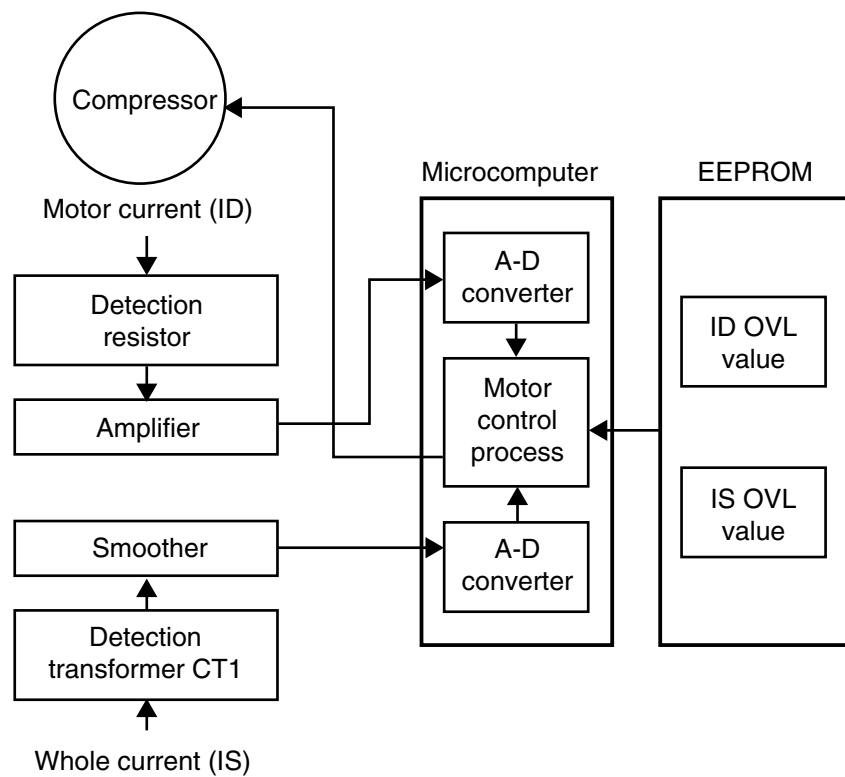 Compressor
Motor current (ID)
Detection
resistor
Amplifier
Smoother
Detection
transformer CT1
Whole current (IS)
Microcomputer
A-D
converter
Motor
control
process
A-D
converter
EEPROM
ID OVL
value
IS OVL
value